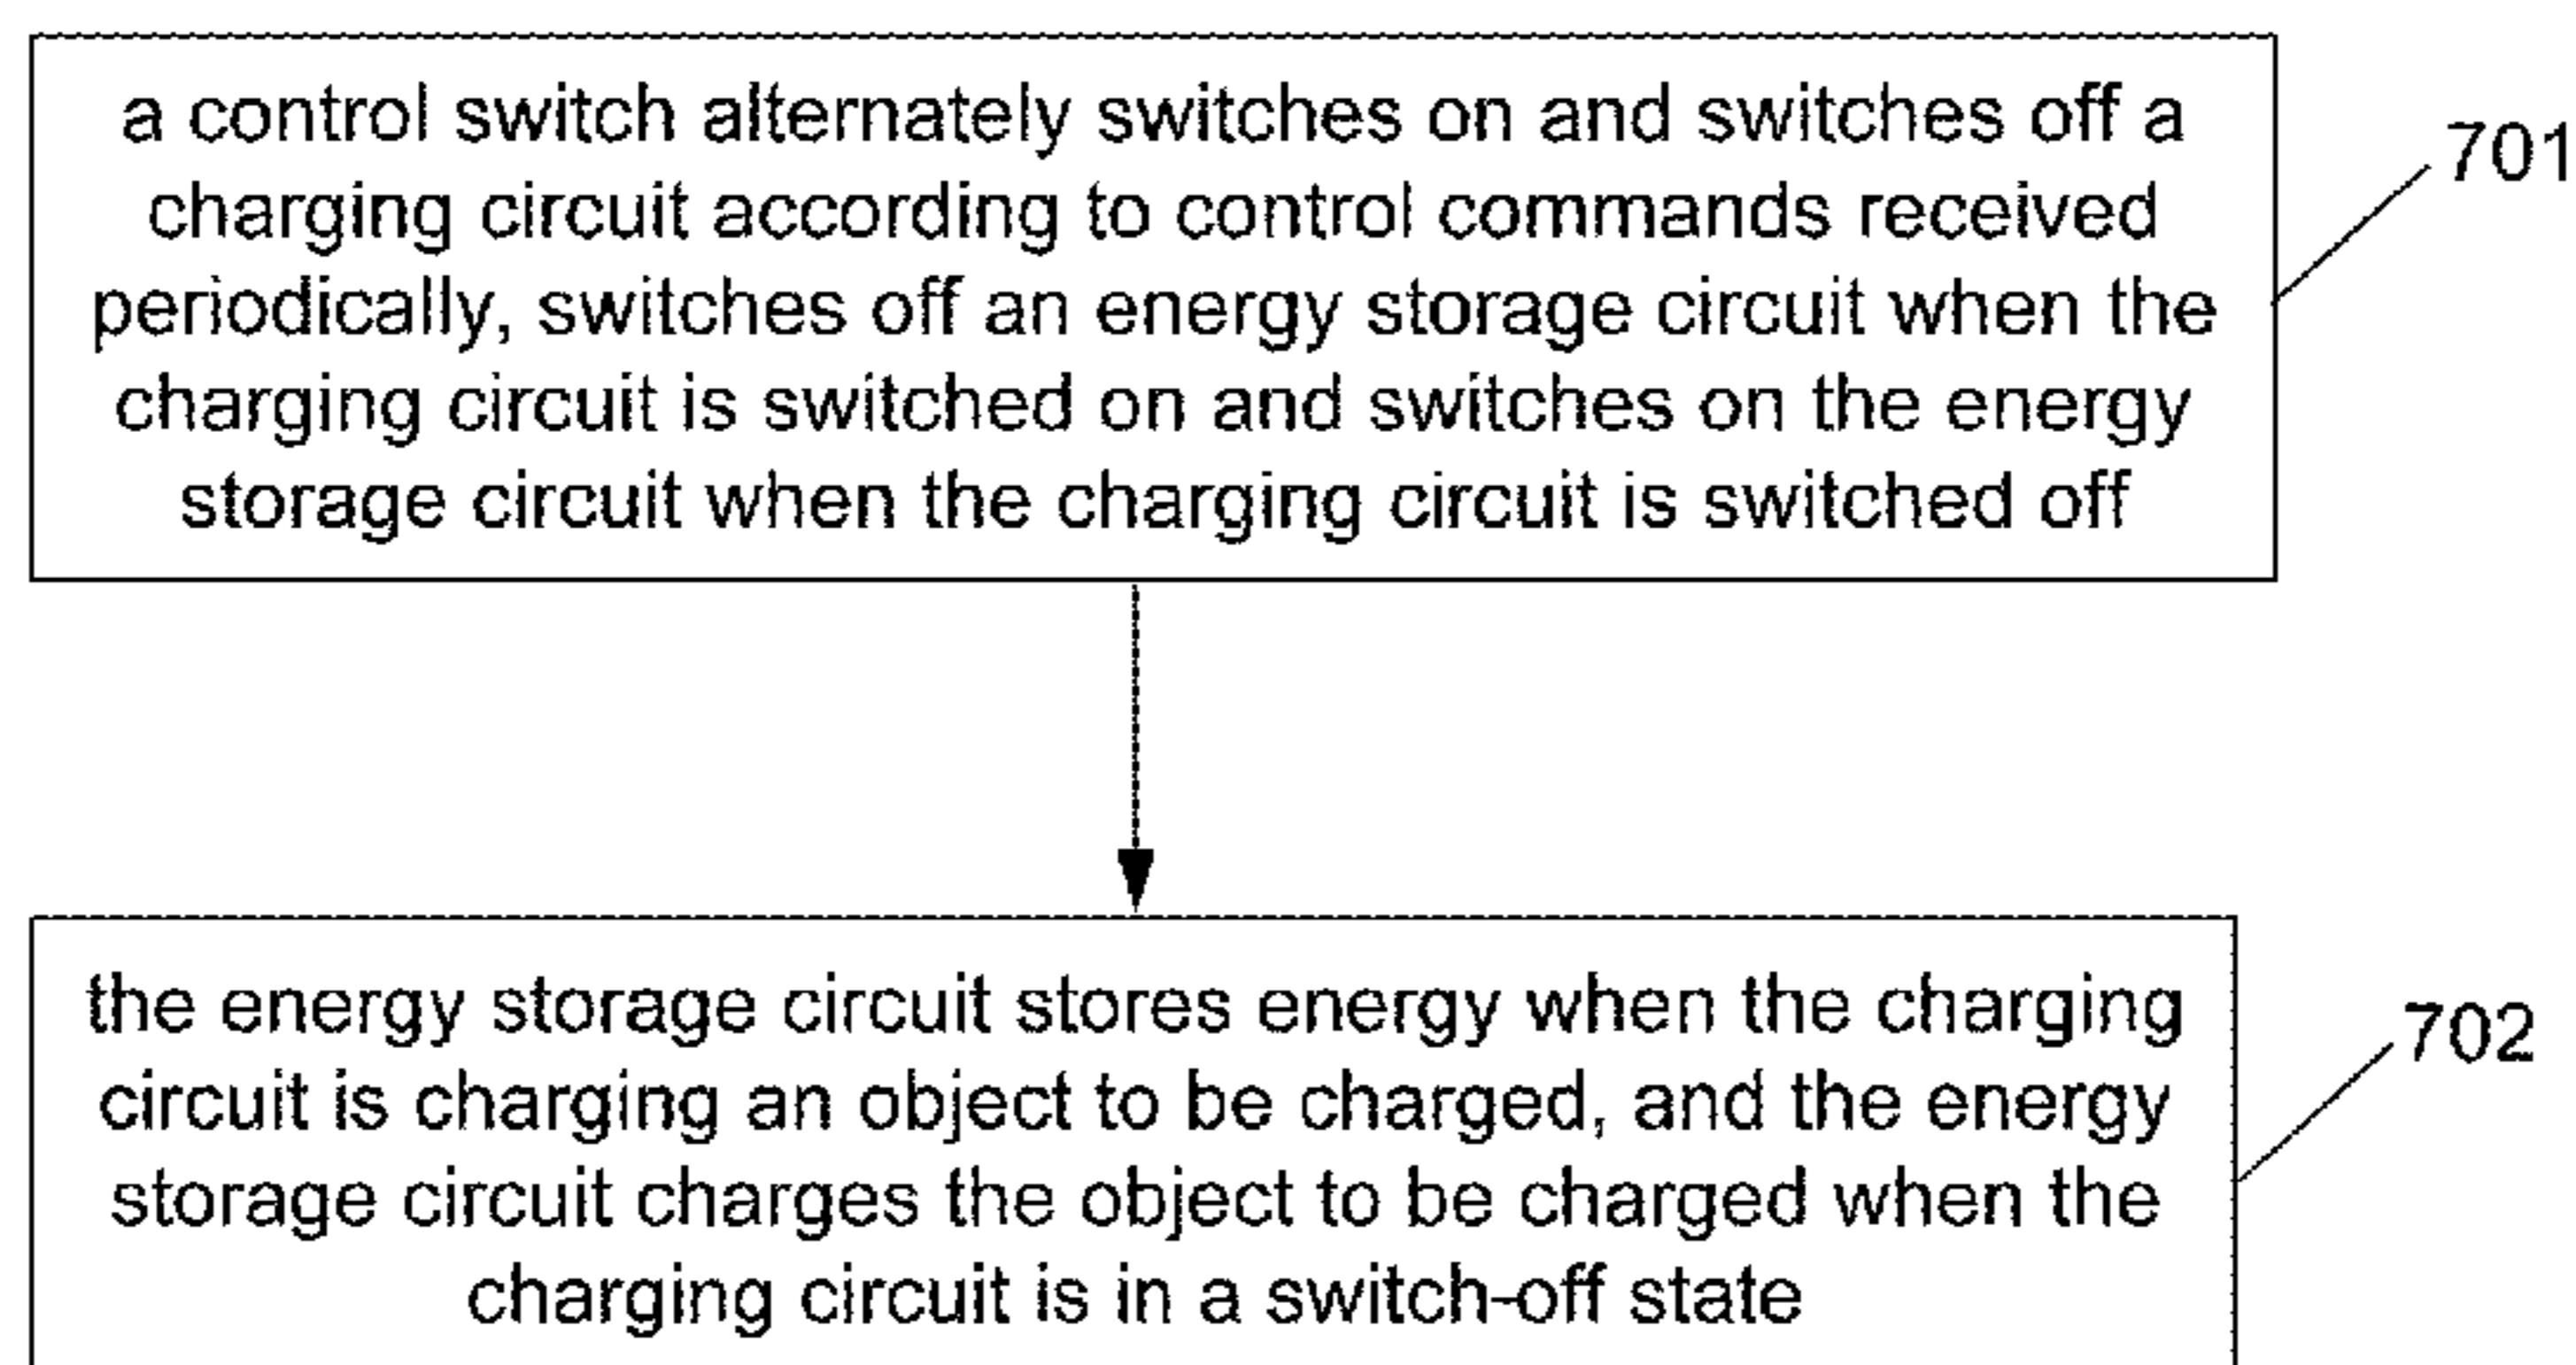 a control switch alternately switches on and switches off a
charging circuit according to control commands received
periodically, switches off an energy storage circuit when the
charging circuit is switched on and switches on the energy
storage circuit when the charging circuit is switched off
701
the energy storage circuit stores energy when the charging
circuit is charging an object to be charged, and the energy
storage circuit charges the object to be charged when the
charging circuit is in a switch-off state
702